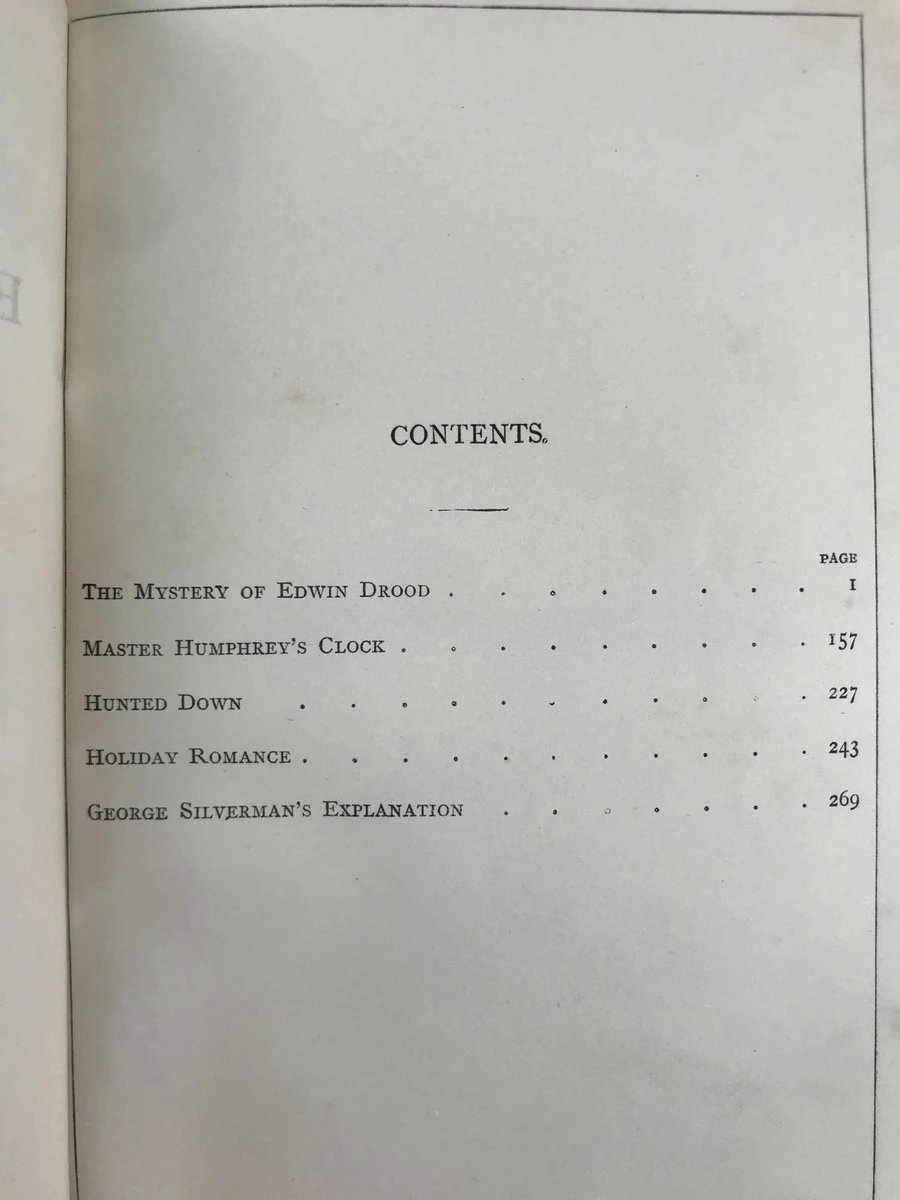 CONTENTS.
PAGE
THE MYSTERY OF EDWIN DROOD . . . . . . . . 1
MASTER HUMPHREY'S CLOCK . . . . . . . . . 157
HUNTED DOWN . . . . . . . . . . . 227
HOLIDAY ROMANCE . . . . . . . . . . . 243
GEORGE SILVERMAN'S EXPLANATION . . . . . . . 269